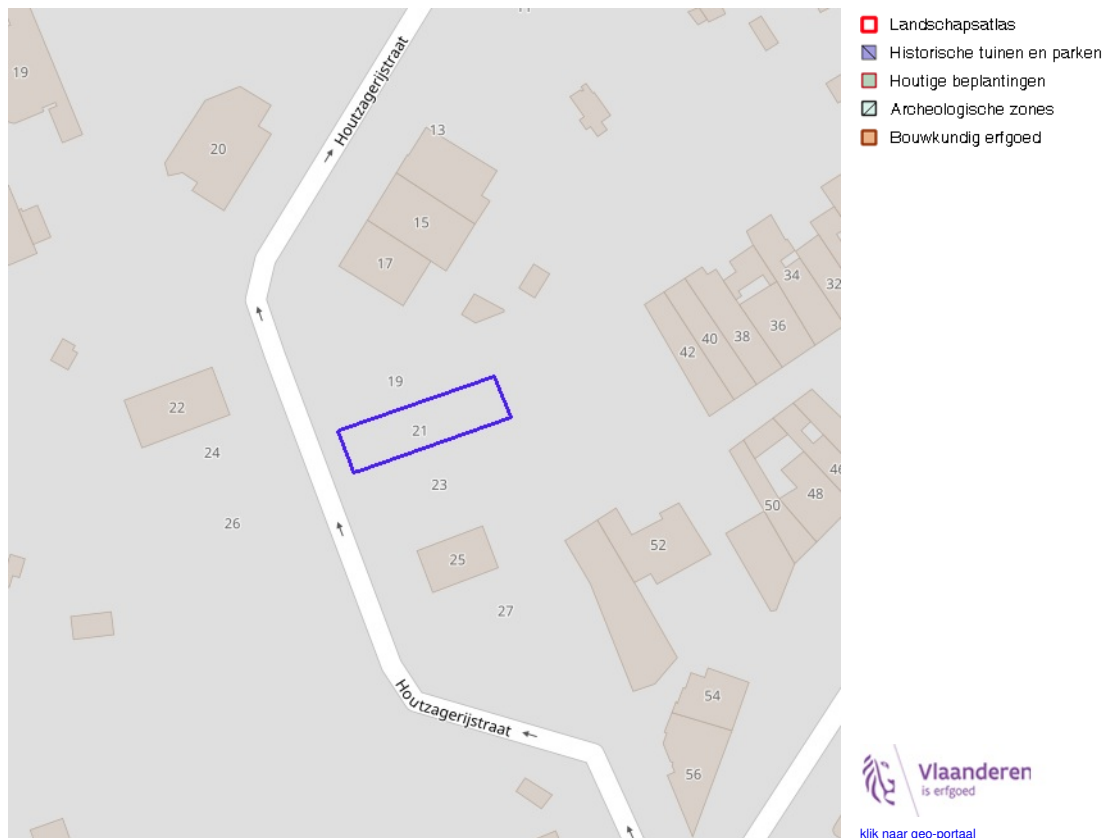 11
19
Houtzagerijstraat
13
20
15
17
34
32
36
38
40
42
19
22
21
24
23
46
48
50
26
52
25
27
Houtzagerijstraat
54
56
Landschapsatlas
Historische tuinen en parken
Houtige beplantingen
Archeologische zones
Bouwkundig erfgoed
Vlaanderen
is erfgoed
klik naar geo-portaal